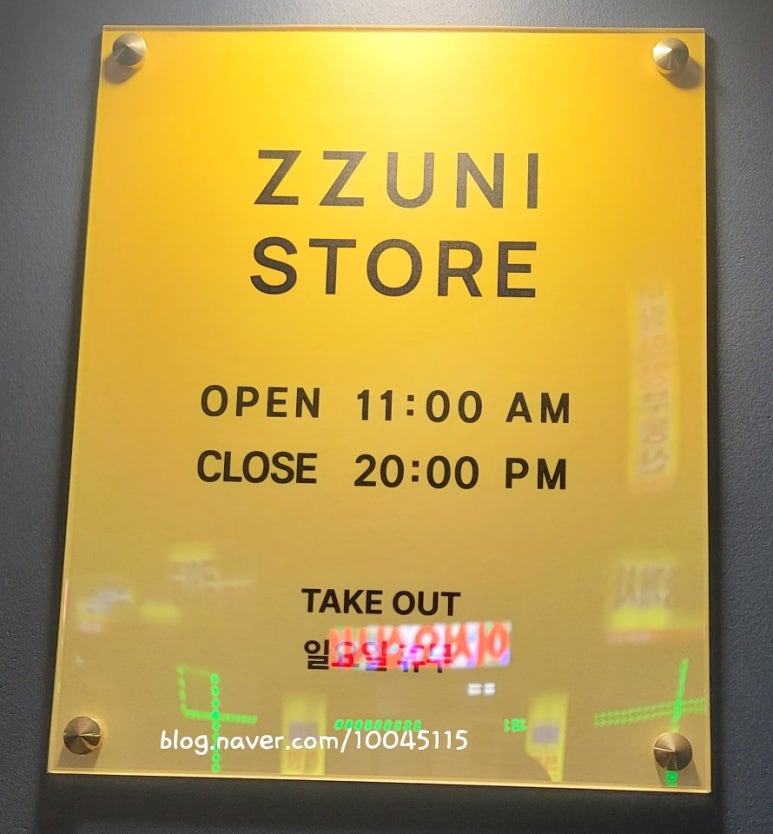 ZZUNI
STORE
OPEN 11:00 AM
CLOSE 20:00 PM
TAKE OUT
일요일 휴무
blog.naver.com/10045115